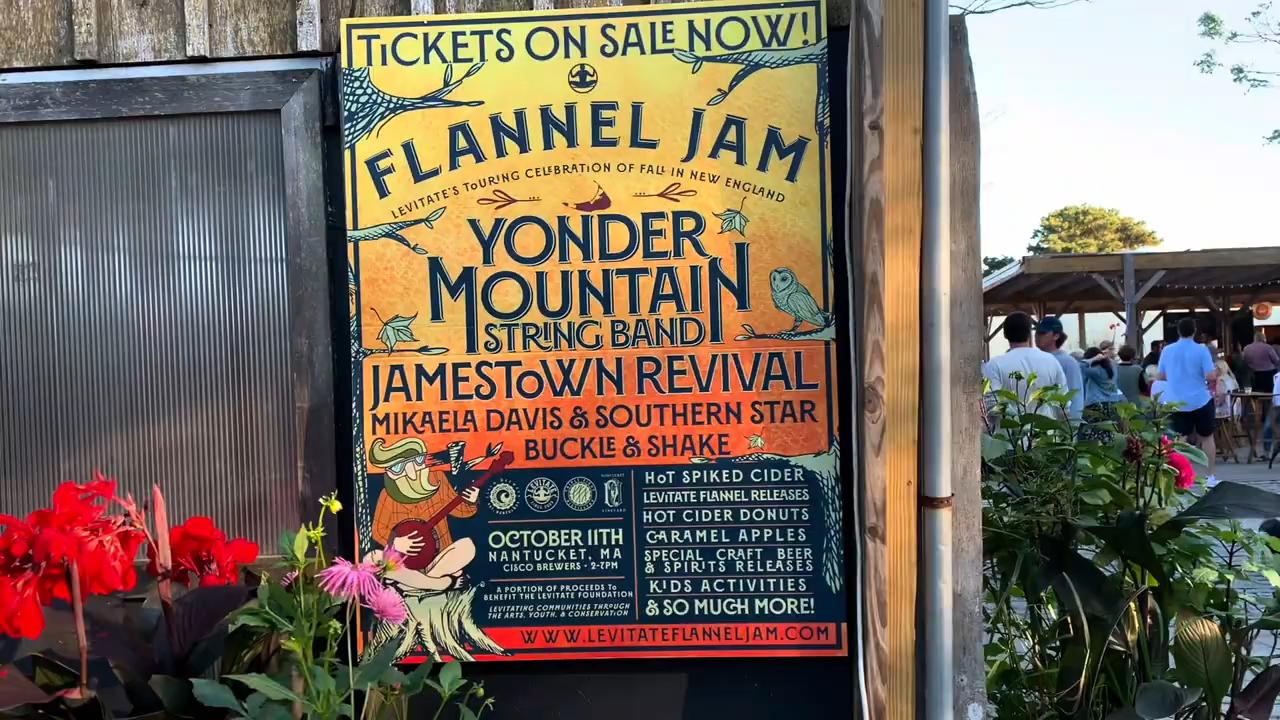 TICKETS ON SALE NOW!
FLANNEL JAM
LEVITATE'S TOURING CELEBRATION OF FALL IN NEW ENGLAND
YONDER
MOUNTAIN
STRING BAND
JAMESTOWN REVIVAL
MIKAELA DAVIS & SOUTHERN STAR
BUCKLE & SHAKE
OCTOBER 11TH
NANTUCKET, MA
CISCO BREWERS • 2-7PM
A PORTION OF PROCEEDS TO
BENEFIT THE LEVITATE FOUNDATION
LEVITATING COMMUNITIES THROUGH
THE ARTS, YOUTH, & CONSERVATION
HOT SPIKED CIDER
LEVITATE FLANNEL RELEASES
HOT CIDER DONUTS
CARAMEL APPLES
SPECIAL CRAFT BEER
& SPIRITS RELEASES
KIDS ACTIVITIES
& SO MUCH MORE!
WWW.LEVITATEFLANNELJAM.COM